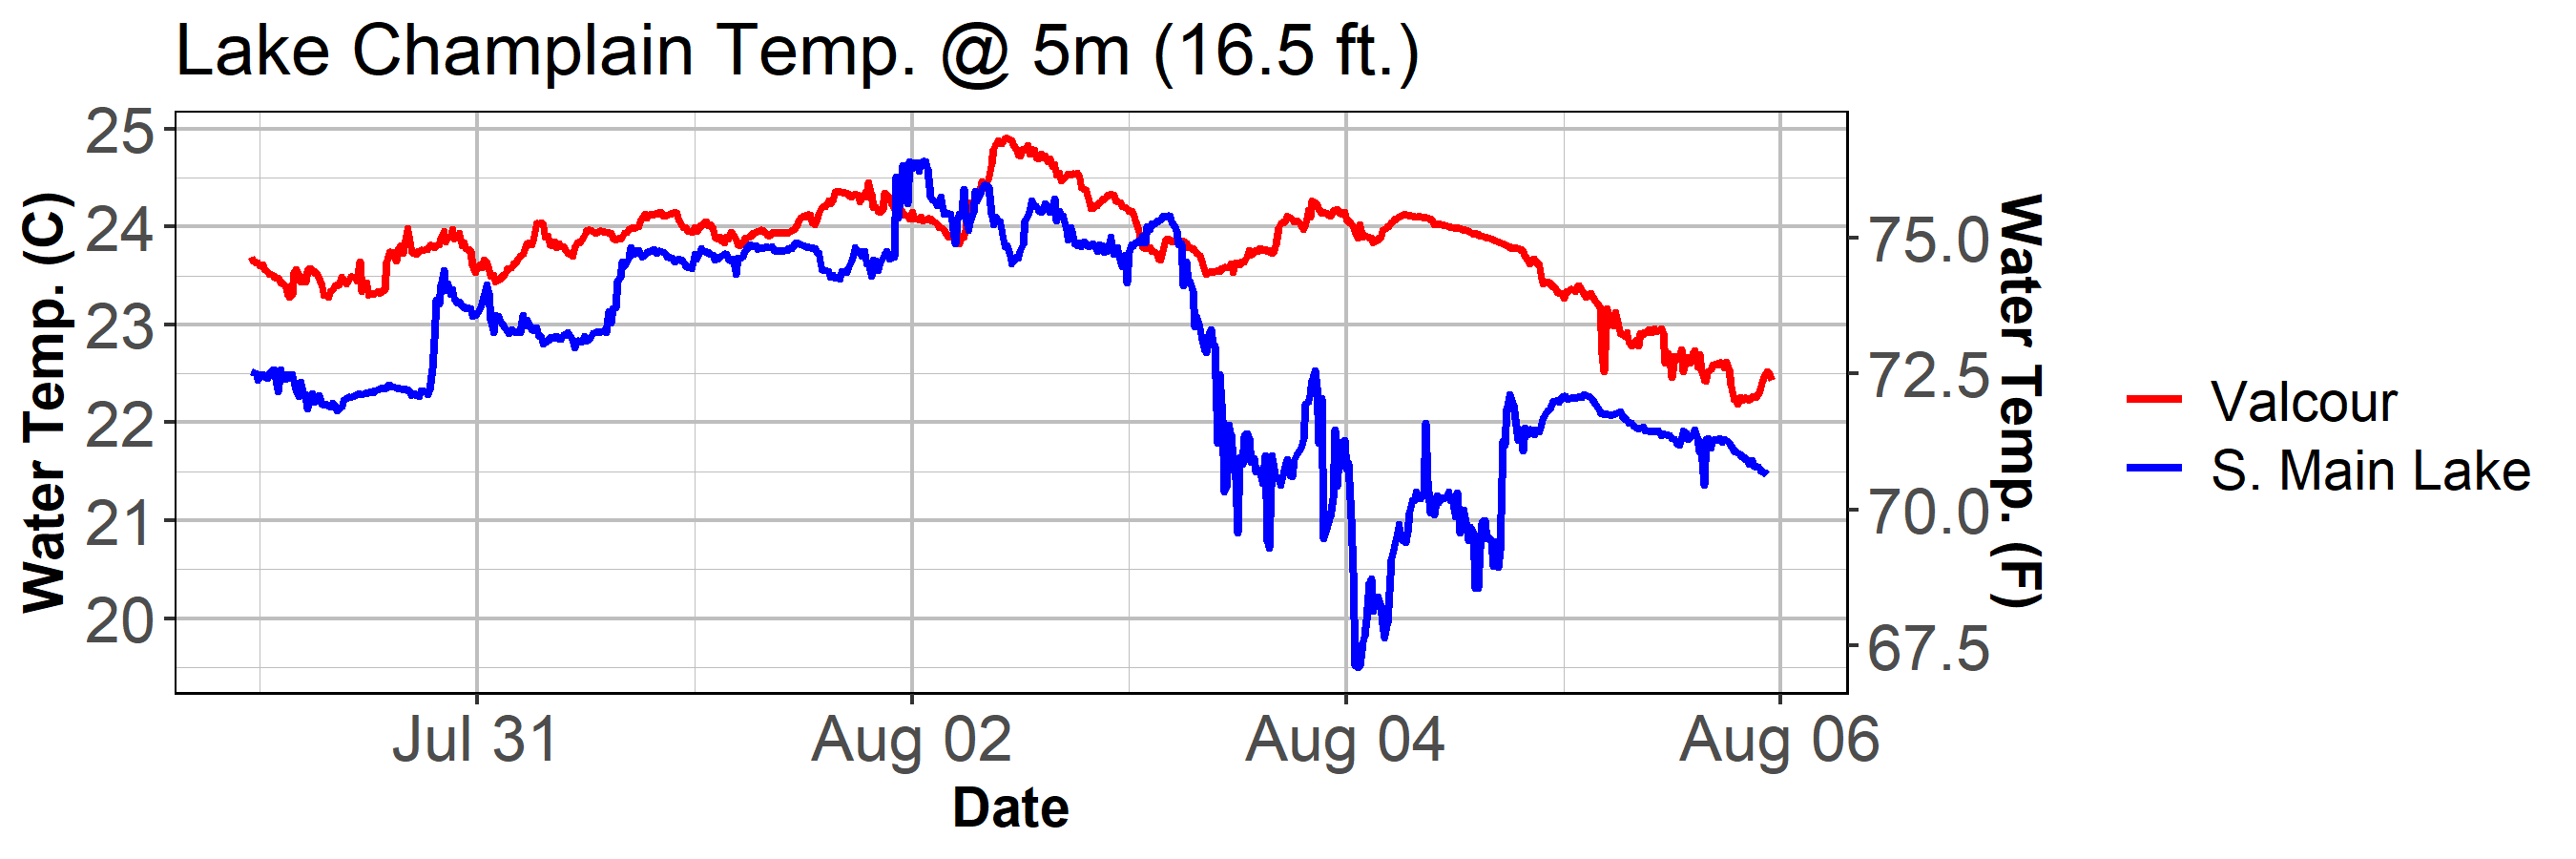 Lake Champlain Temp. @ 5m (16.5 ft.)
Water Temp. (C)
25
24
23
22
21
20
75.0
72.5
70.0
67.5
Water Temp. (F)
Jul 31
Aug 02
Aug 04
Aug 06
Date
Valcour
S. Main Lake